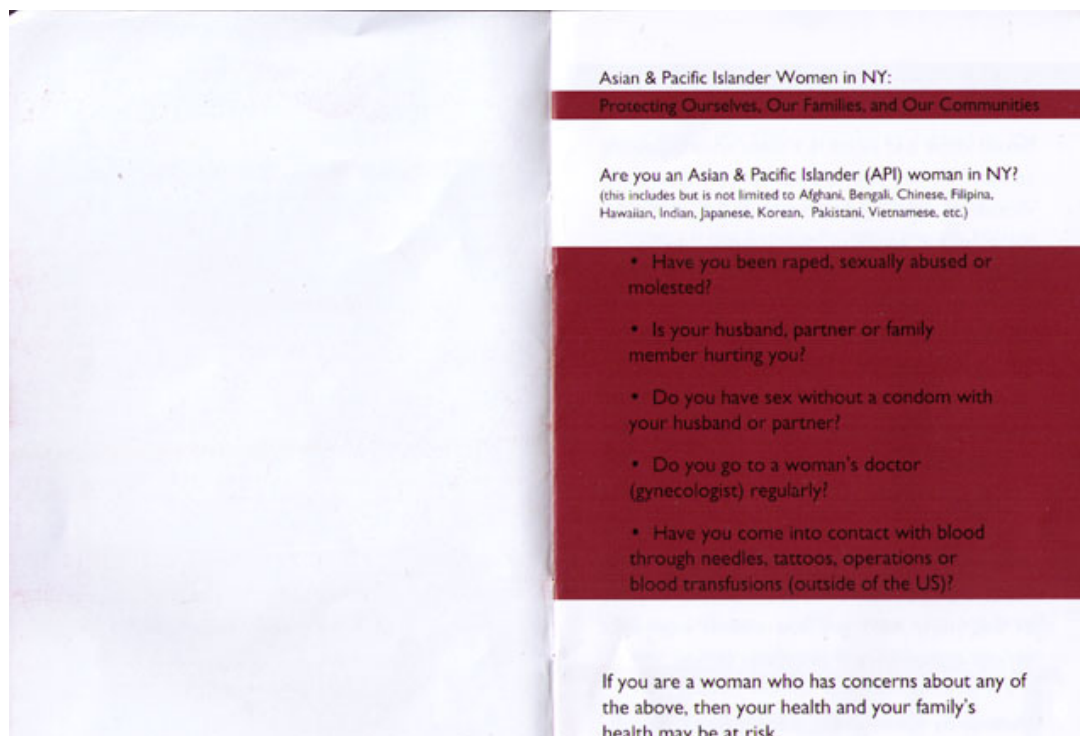 Asian & Pacific Islander Women in NY:
Protecting Ourselves, Our Families, and Our Communities
Are you an Asian & Pacific Islander (API) woman in NY?
(this includes but is not limited to Afghani, Bengali, Chinese, Filipina,
Hawaiian, Indian, Japanese, Korean, Pakistani, Vietnamese, etc.)
• Have you been raped, sexually abused or
molested?
• Is your husband, partner or family
member hurting you?
• Do you have sex without a condom with
your husband or partner?
• Do you go to a woman's doctor
(gynecologist) regularly?
• Have you come into contact with blood
through needles, tattoos, operations or
blood transfusions (outside of the US)?
If you are a woman who has concerns about any of
the above, then your health and your family's
health may be at risk